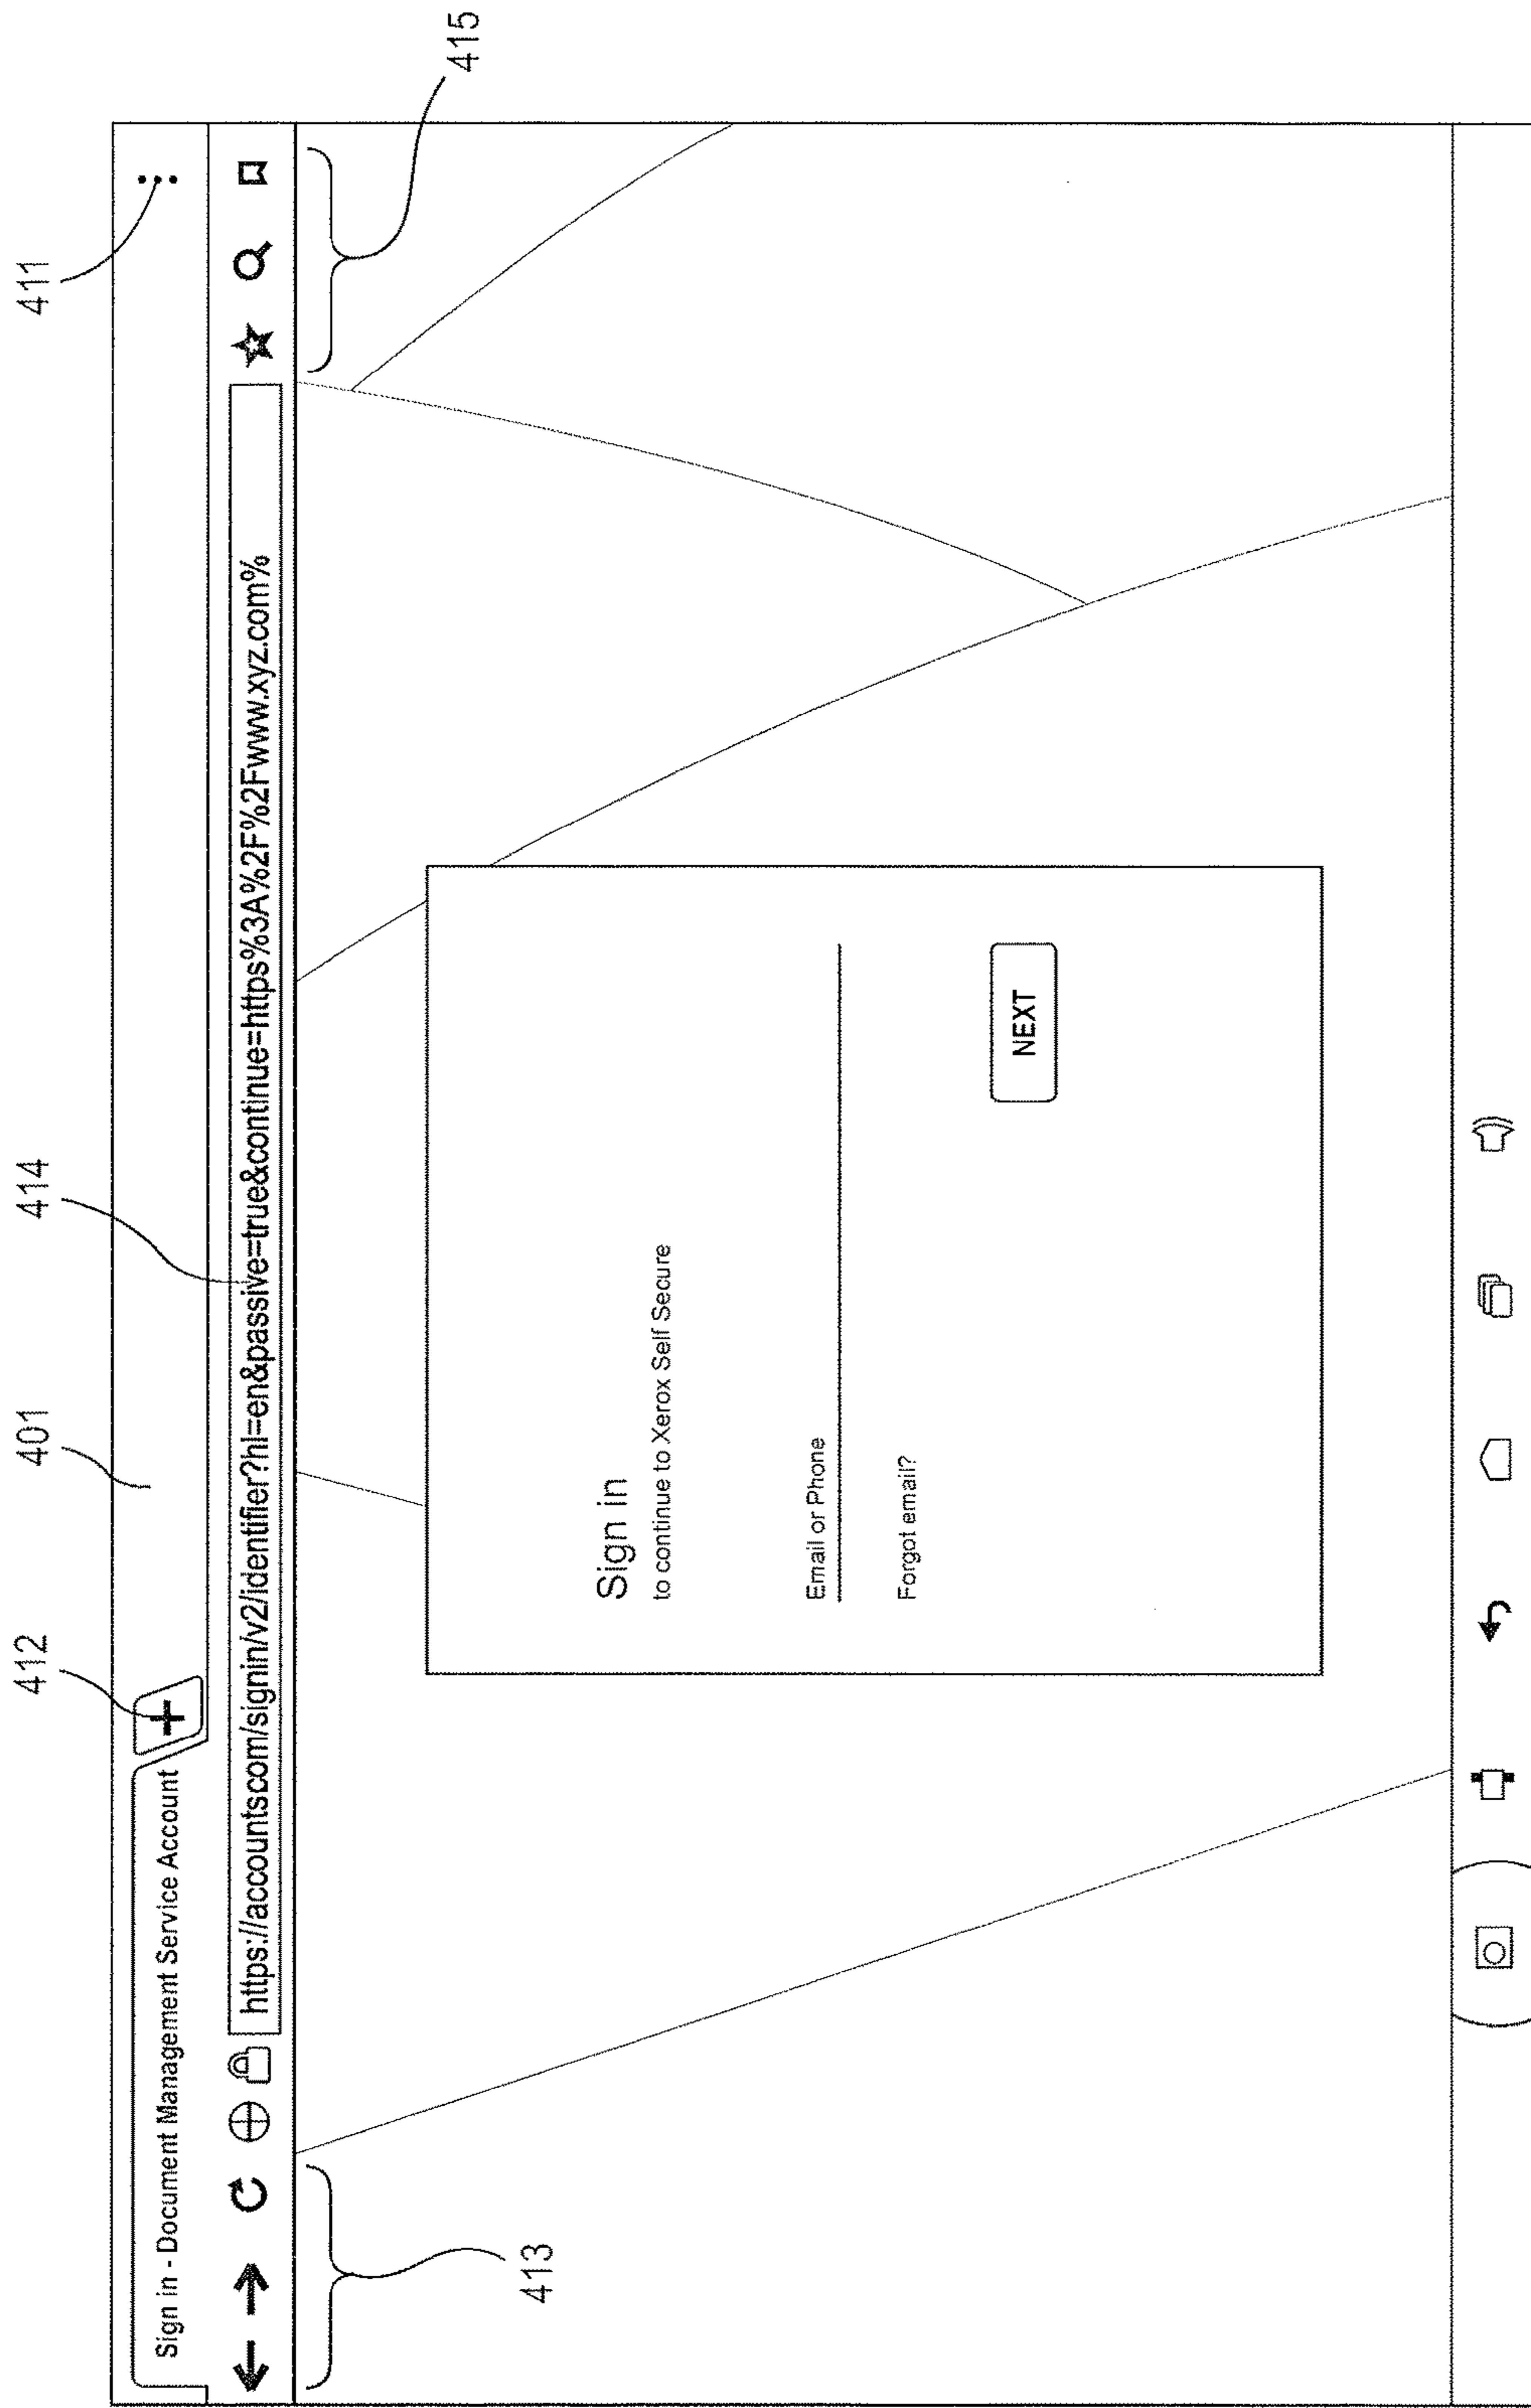 412
401
414
411
Sign in - Document Management Service Account
+
https://accountscom/signin/v2/identifier?hl=en&passive=true&continue=https%3A%2F%2Fwww.xyz.com%
413
415
Sign in
to continue to Xerox Self Secure
Email or Phone
Forgot email?
NEXT